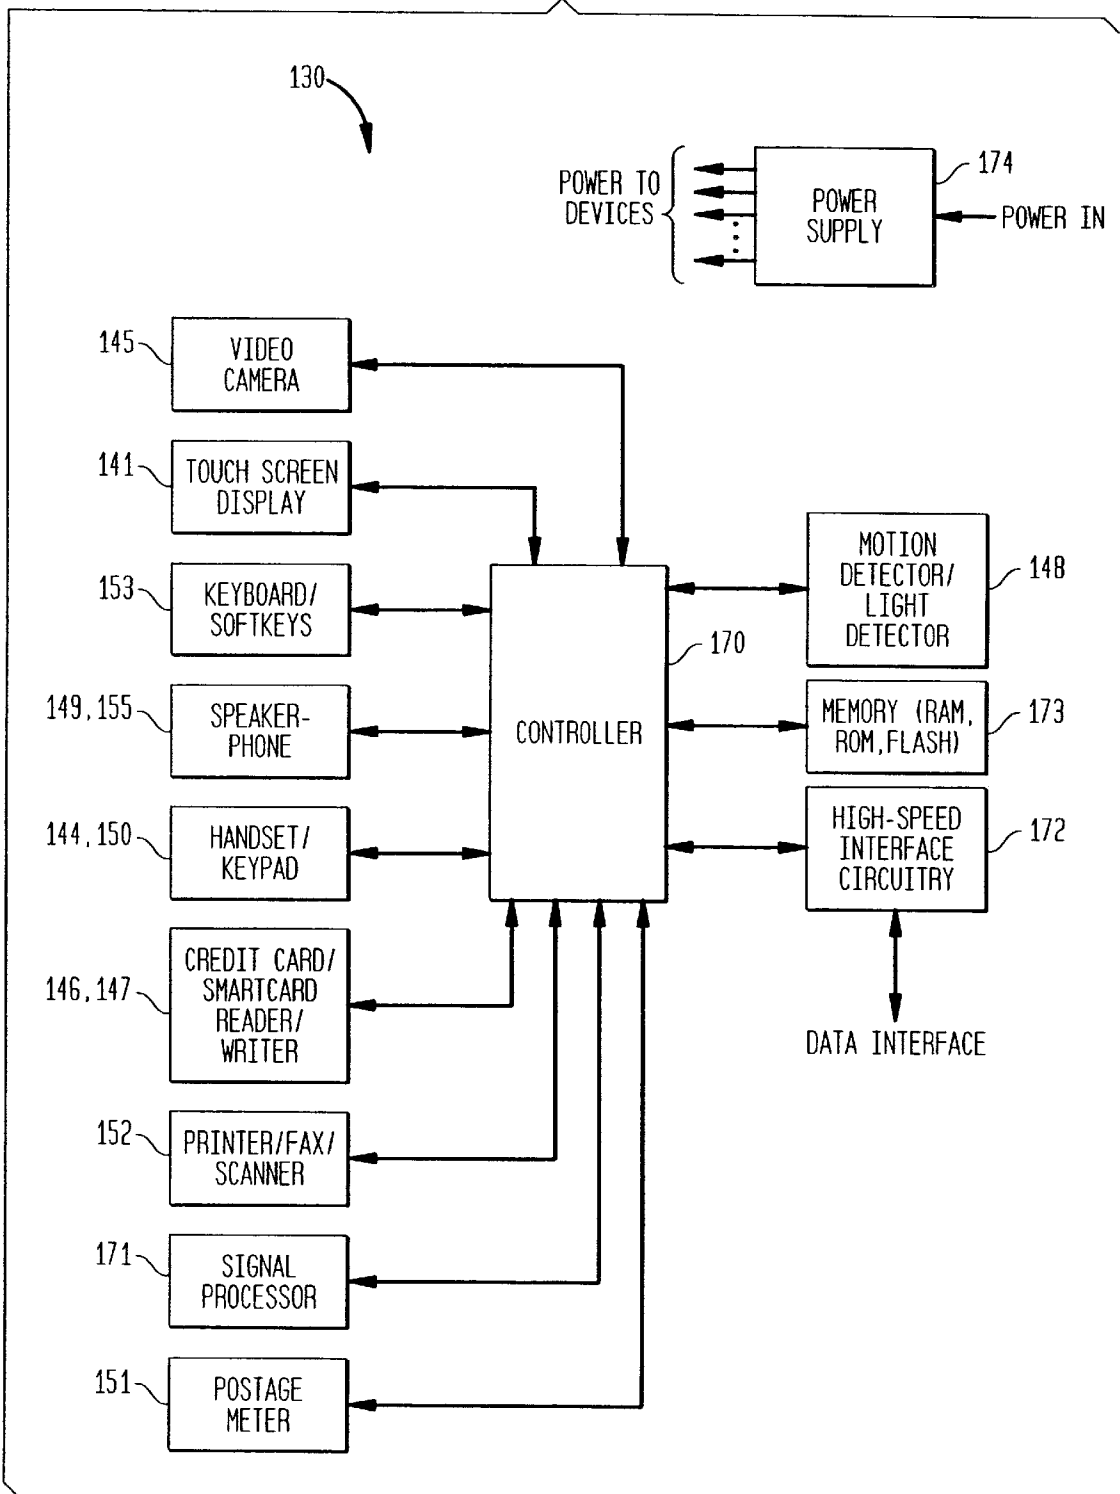 130
174
POWER TO
DEVICES
POWER
SUPPLY
POWER IN
145
VIDEO
CAMERA
141
TOUCH SCREEN
DISPLAY
153
KEYBOARD/
SOFTKEYS
149,155
SPEAKER-
PHONE
144,150
HANDSET/
KEYPAD
146,147
CREDIT CARD/
SMARTCARD
READER/
WRITER
152
PRINTER/FAX/
SCANNER
171
SIGNAL
PROCESSOR
151
POSTAGE
METER
CONTROLLER
170
MOTION
DETECTOR/
LIGHT
DETECTOR
148
MEMORY (RAM,
ROM,FLASH)
173
HIGH-SPEED
INTERFACE
CIRCUITRY
172
DATA INTERFACE